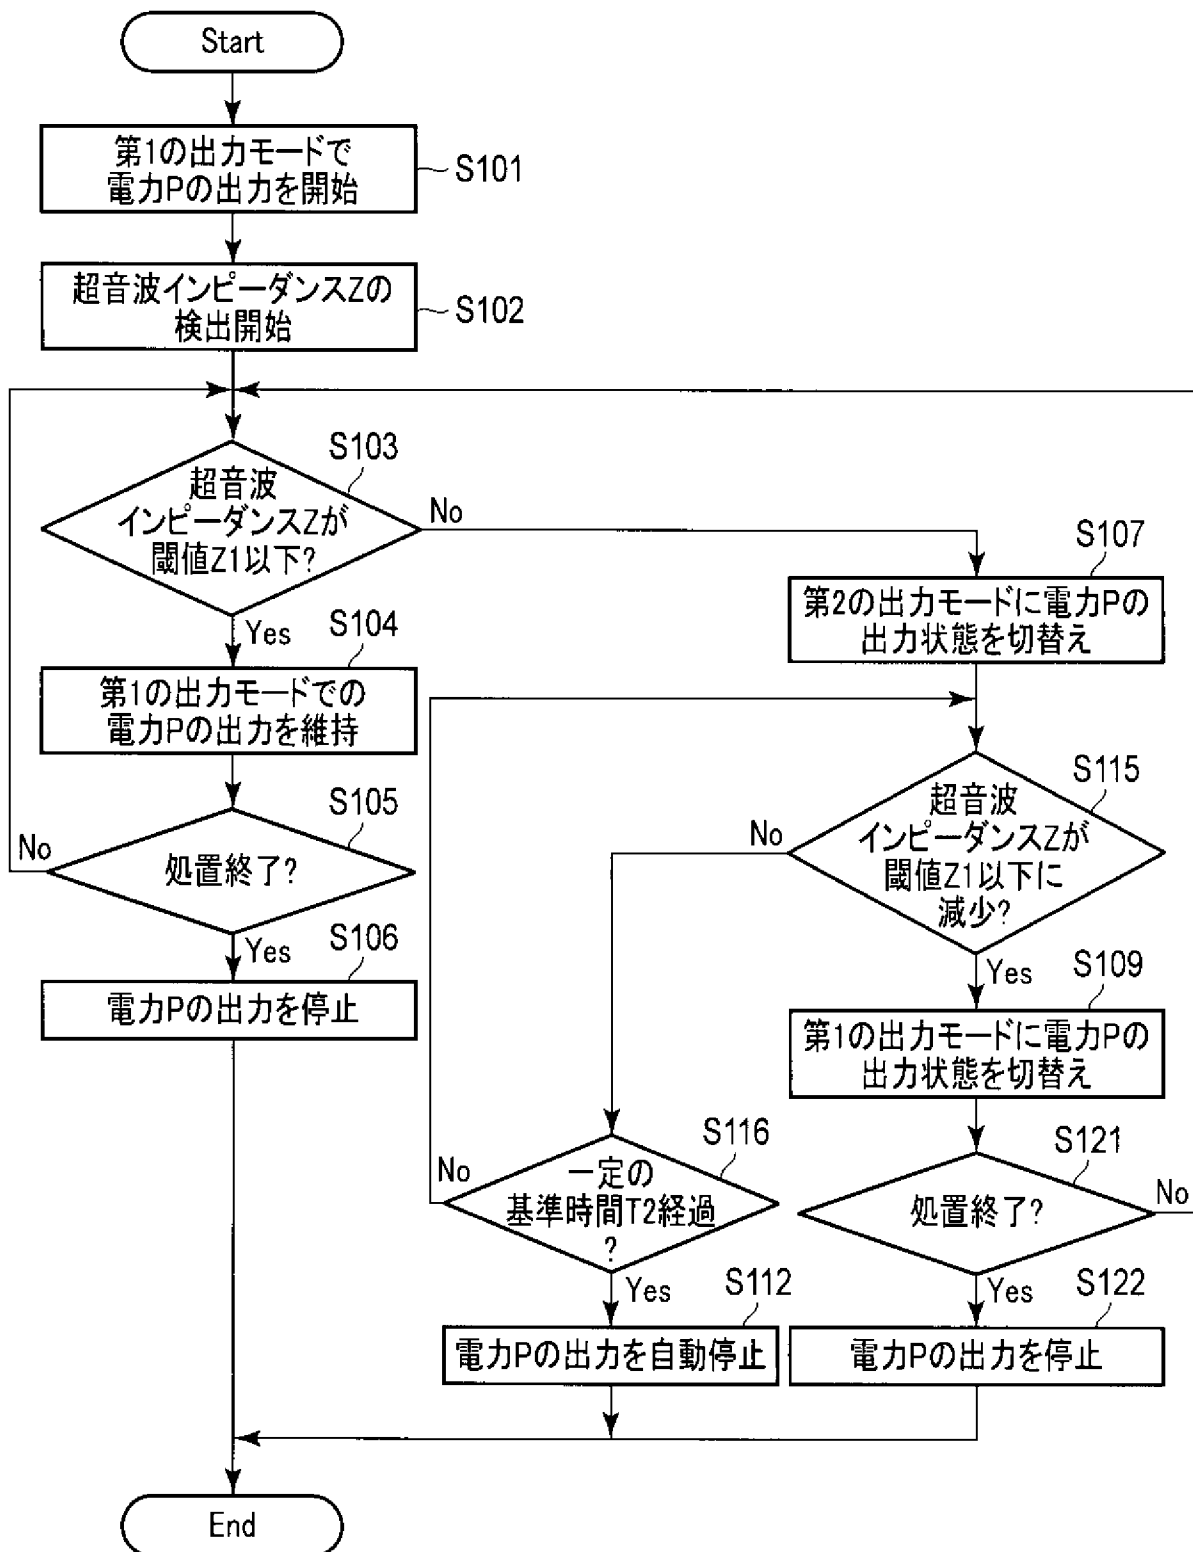 Start
第1の出力モードで
電力Pの出力を開始
S101
超音波インピーダンスZの
検出開始
S102
S103
超音波
インピーダンスZが
閾値Z1以下?
No
Yes
S104
第1の出力モードでの
電力Pの出力を維持
S105
処置終了?
No
Yes
S106
電力Pの出力を停止
S107
第2の出力モードに電力Pの
出力状態を切替え
S115
超音波
インピーダンスZが
閾値Z1以下に
減少?
No
Yes
S109
第1の出力モードに電力Pの
出力状態を切替え
S116
一定の
基準時間T2経過
?
No
Yes
S112
電力Pの出力を自動停止
S121
処置終了?
No
Yes
S122
電力Pの出力を停止
End